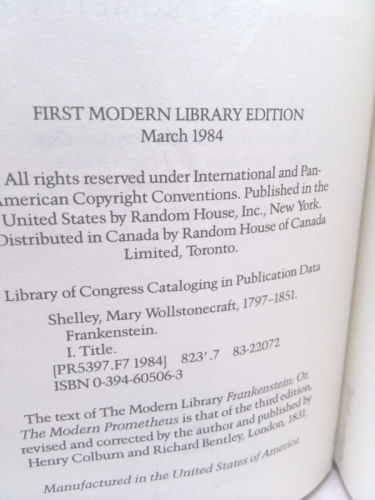 FIRST MODERN LIBRARY EDITION
March 1984
All rights reserved under International and Pan-
American Copyright Conventions. Published in the
United States by Random House, Inc., New York.
Distributed in Canada by Random House of Canada
Limited, Toronto.
Library of Congress Cataloging in Publication Data
Shelley, Mary Wollstonecraft, 1797–1851.
Frankenstein.
I. Title.
[PR5397.F7 1984] 823'.7 83-22072
ISBN 0-394-60506-3
The text of The Modern Library Frankenstein; Or,
The Modern Prometheus is that of the third edition,
revised and corrected by the author and published by
Henry Colburn and Richard Bentley, London, 1831.
Manufactured in the United States of America